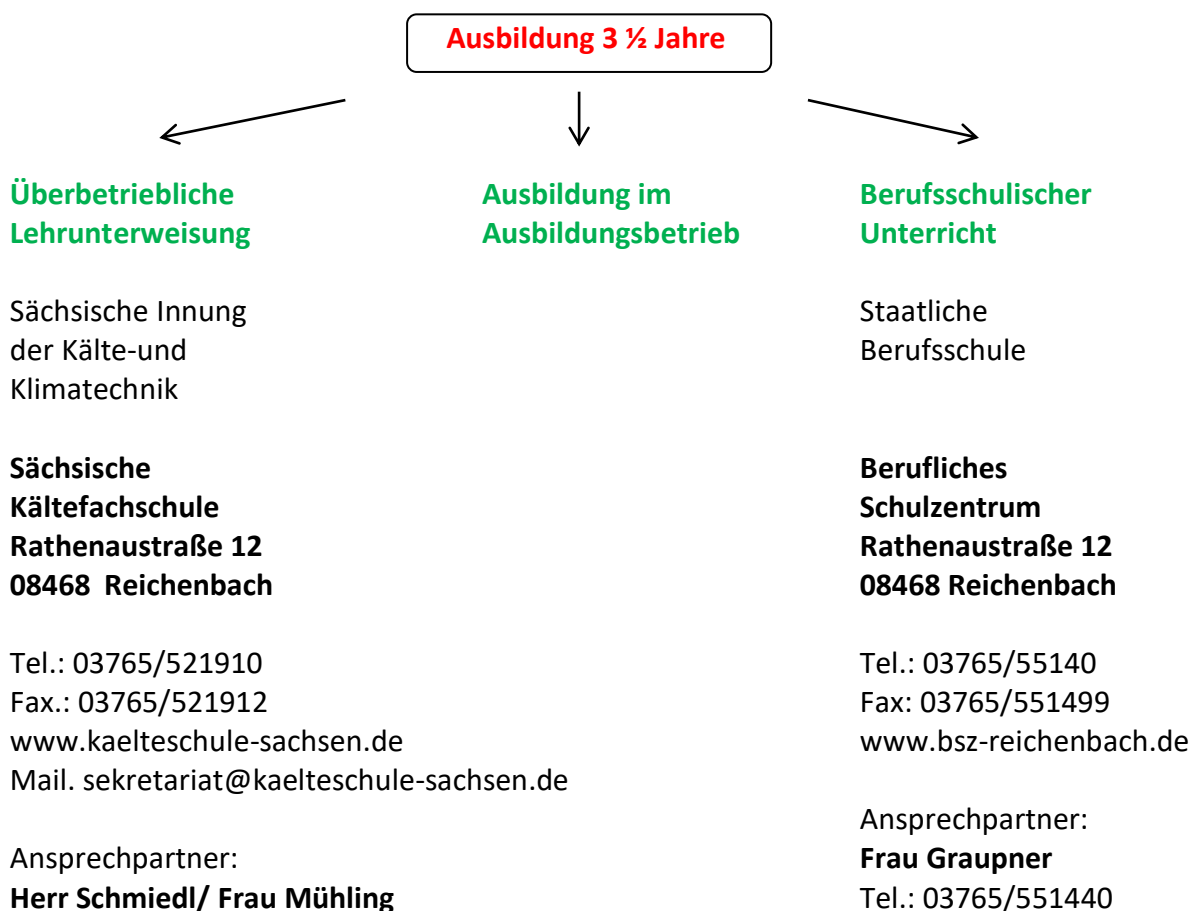 Ausbildung 3 ½ Jahre
Überbetriebliche
Lehrunterweisung
Sächsische Innung
der Kälte-und
Klimatechnik
Sächsische
Kältefachschule
Rathenaustraße 12
08468  Reichenbach
Tel.: 03765/521910
Fax.: 03765/521912
www.kaelteschule-sachsen.de
Mail. sekretariat@kaelteschule-sachsen.de
Ansprechpartner:
Herr Schmiedl/ Frau Mühling
Ausbildung im
Ausbildungsbetrieb
Berufsschulischer
Unterricht
Staatliche
Berufsschule
Berufliches
Schulzentrum
Rathenaustraße 12
08468 Reichenbach
Tel.: 03765/55140
Fax: 03765/551499
www.bsz-reichenbach.de
Ansprechpartner:
Frau Graupner
Tel.: 03765/551440